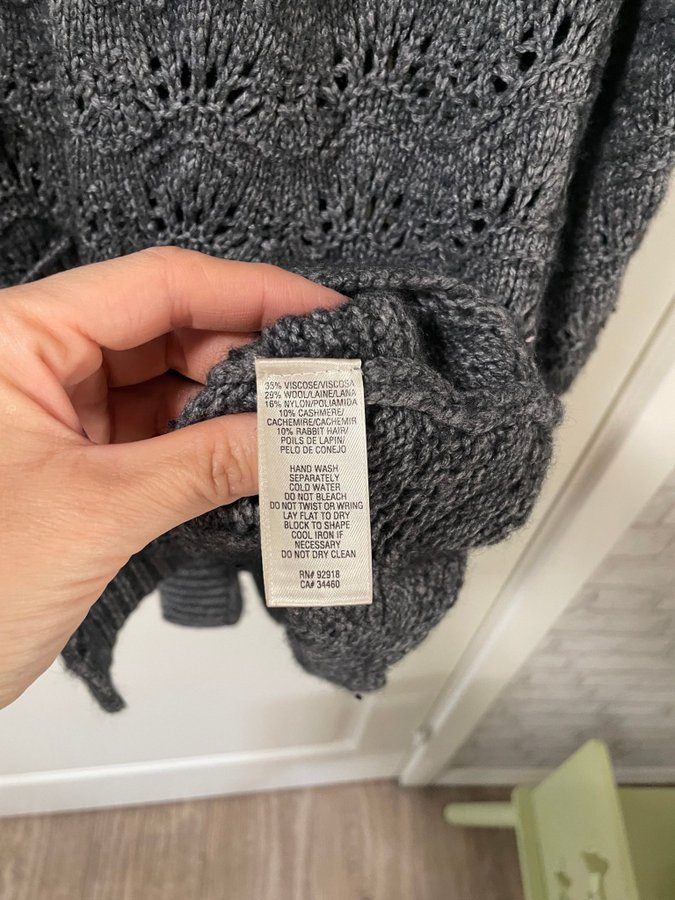 35% VISCOSE/VISCOSA
29% WOOL/LAINE/LANA
16% NYLON/POLIAMIDA
10% CASHMERE/
CACHEMIRE/CACHEMIR
10% RABBIT HAIR/
POILS DE LAPIN/
PELO DE CONEJO
HAND WASH
SEPARATELY
COLD WATER
DO NOT BLEACH
DO NOT TWIST OR WRING
LAY FLAT TO DRY
BLOCK TO SHAPE
COOL IRON IF
NECESSARY
DO NOT DRY CLEAN
RN# 92918
CA# 34460